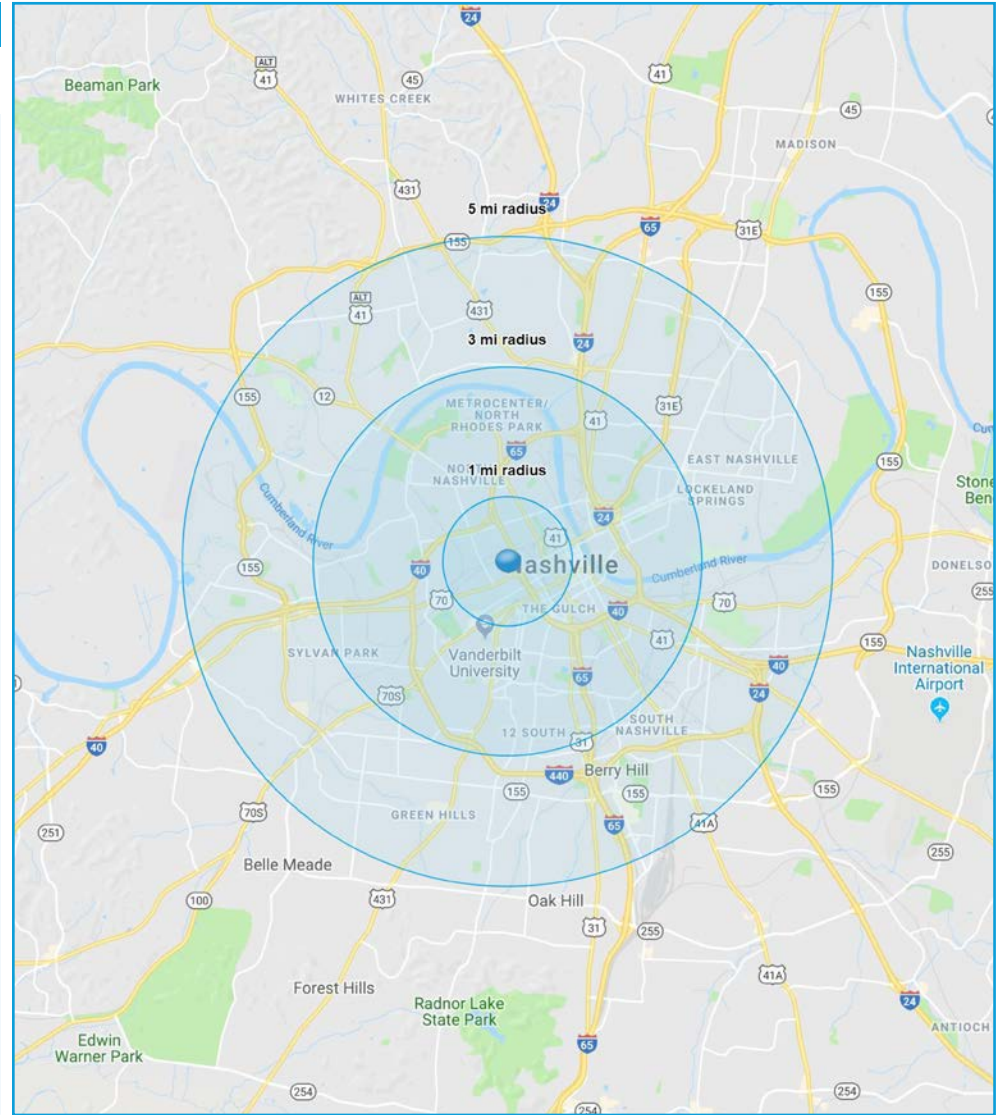 24
ALT
41
45
41
Beaman Park
WHITES CREEK
45
MADISON
431
24
5 mi radius
65
31E
155
155
ALT
41
431
3 mi radius
24
155
12
METROCENTER/
NORTH
RHODES PARK
31E
41
65
EAST NASHVILLE
155
1 mi radius
LOCKELAND
SPRINGS
Cumberland River
24
41
155
40
Cumberland River
DONELSO
255
70
THE GULCH
40
70
41
155
SYLVAN PARK
Vanderbilt
University
65
40
Nashville
International
Airport
70S
24
12 SOUTH
SOUTH
NASHVILLE
31
40
440
Berry Hill
155
155
155
70S
GREEN HILLS
65
41A
251
255
Belle Meade
100
431
Oak Hill
31
255
41A
Forest Hills
Radnor Lake
State Park
24
ANTIOCH
Edwin
Warner Park
65
254
254
254